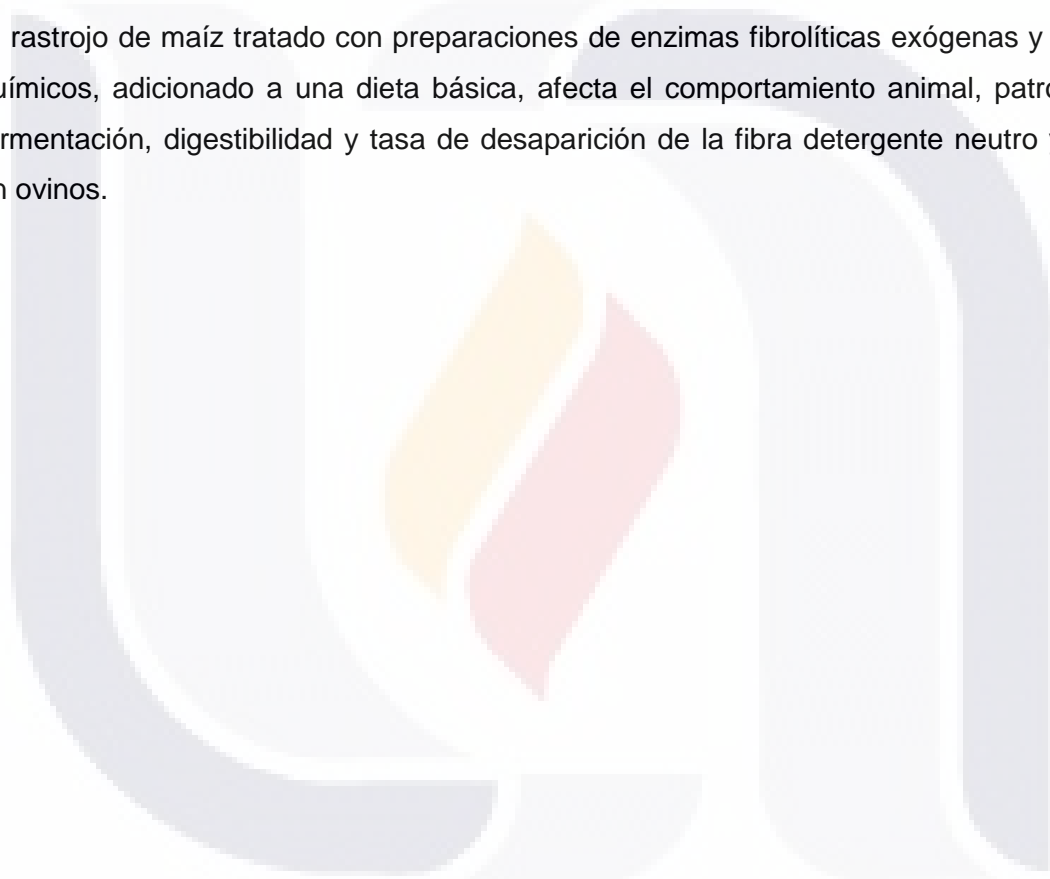 rastrojo de maíz tratado con preparaciones de enzimas fibrolíticas exógenas y
químicos, adicionado a una dieta básica, afecta el comportamiento animal,
digestibilidad y tasa de desaparición de la fibra detergente neutro
ovinos.